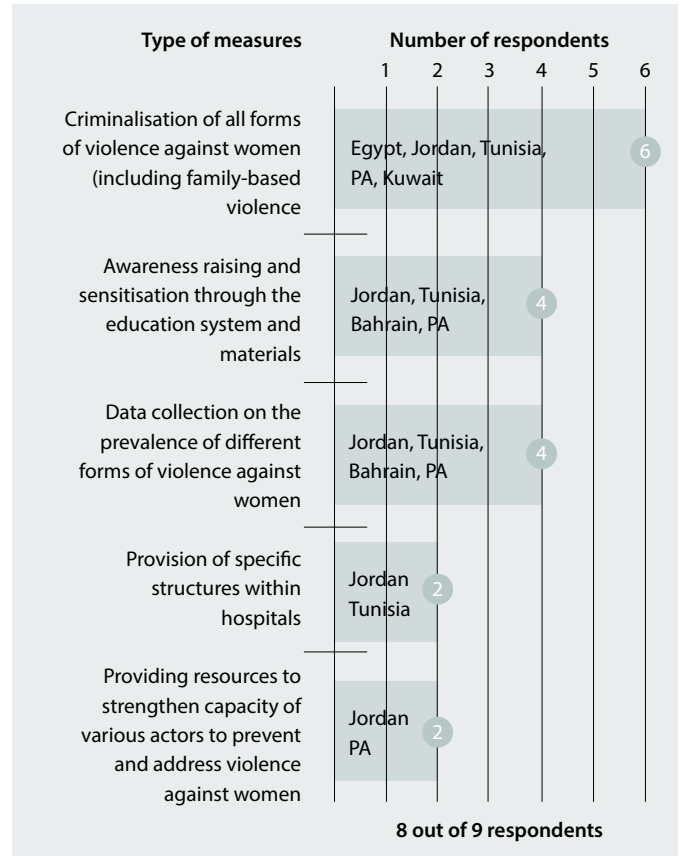 Type of measures
Number of respondents
1 2 3 4 5 6
Criminalisation of all forms
of violence against women
(including family-based
violence
Egypt, Jordan, Tunisia,
PA, Kuwait
6
Awareness raising and
sensitisation through the
education system and
materials
Jordan, Tunisia,
Bahrain, PA
4
Data collection on the
prevalence of different
forms of violence against
women
Jordan, Tunisia,
Bahrain, PA
4
Provision of specific
structures within
hospitals
Jordan
Tunisia
2
Providing resources to
strengthen capacity of
various actors to prevent
and address violence
against women
Jordan
PA
2
8 out of 9 respondents